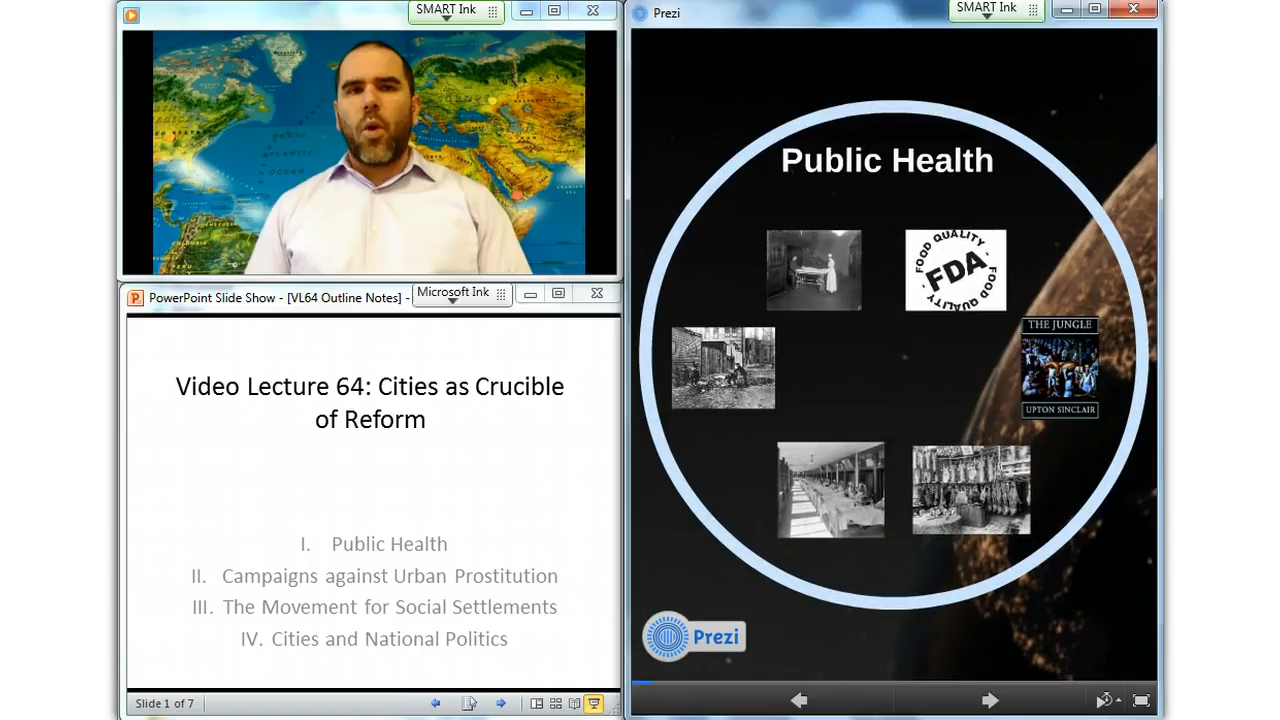 SMART Ink
Prezi
SMART Ink
Public Health
FOOD QUALITY
FDA
FOOD QUALITY
THE JUNGLE
UPTON SINCLAIR
Prezi
PowerPoint Slide Show - [VL64 Outline Notes] -
Microsoft Ink
Video Lecture 64: Cities as Crucible
of Reform
I. Public Health
II. Campaigns against Urban Prostitution
III. The Movement for Social Settlements
IV. Cities and National Politics
Slide 1 of 7